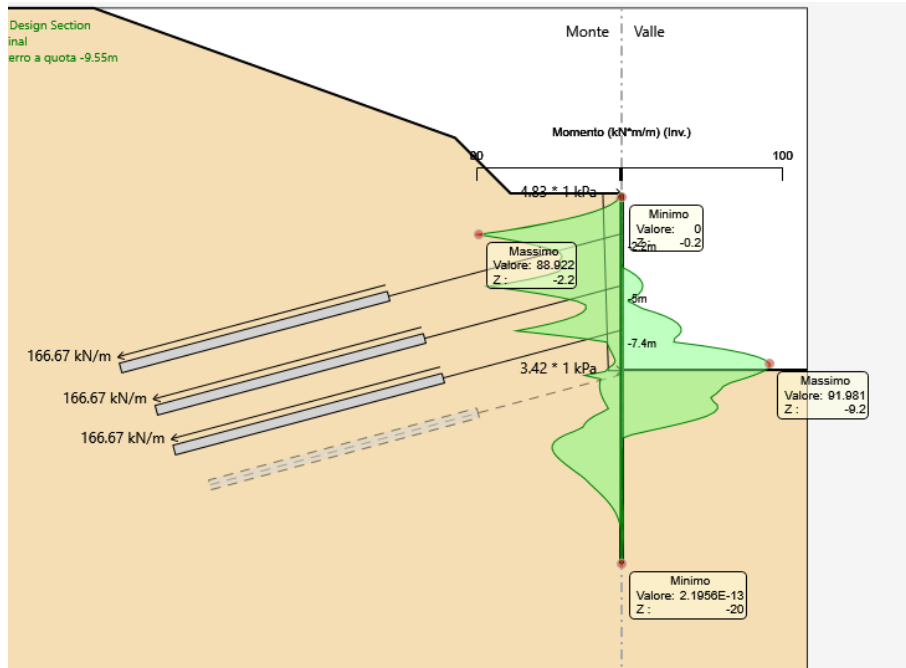 Design Section
inal
erro a quota -9.55m
Monte
Valle
Momento (kN*m/m) (Inv.)
100
4.83 * 1 kPa
Minimo
Valore: 0
Z : -0.2
-2.2m
Massimo
Valore: 88.922
Z : -2.2
-5m
-7.4m
166.67 kN/m
3.42 * 1 kPa
166.67 kN/m
Massimo
Valore: 91.981
Z : -9.2
166.67 kN/m
Minimo
Valore: 2.1956E-13
Z : -20